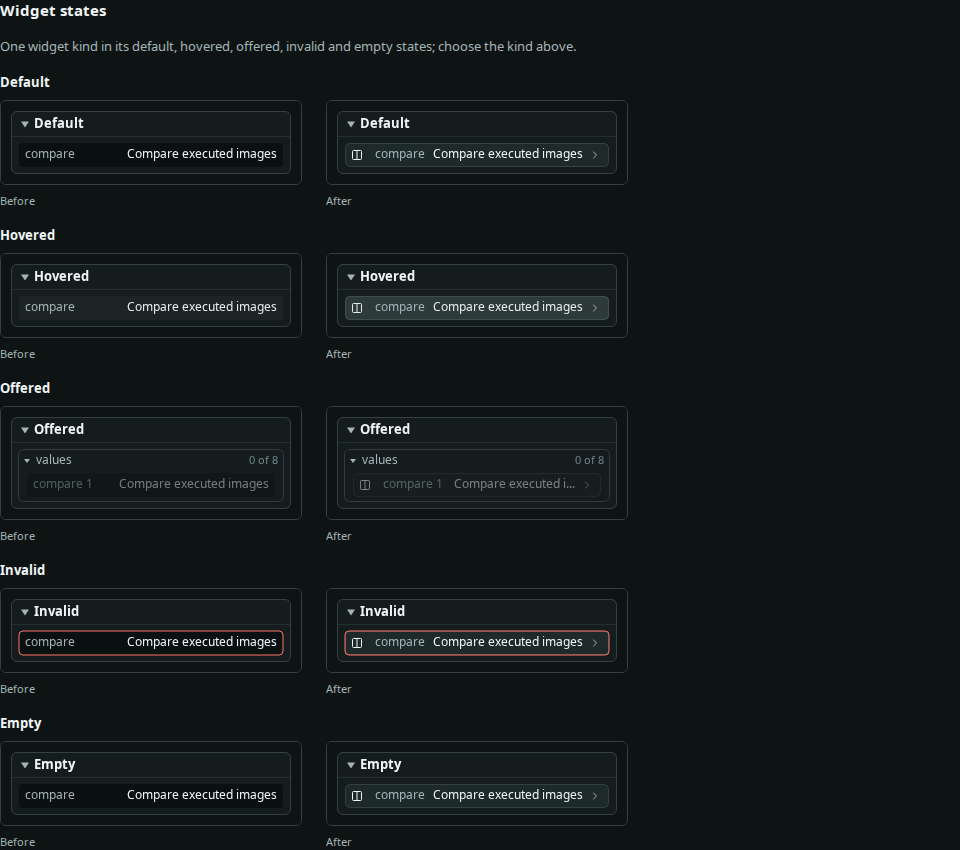 Widget states
One widget kind in its default, hovered, offered, invalid and empty states; choose the kind above.
Default
Default
compare Compare executed images
Default
compare Compare executed images
Before
After
Hovered
Hovered
compare Compare executed images
Hovered
compare Compare executed images
Before
After
Offered
Offered
values 0 of 8
compare 1 Compare executed images
Offered
values 0 of 8
compare 1 Compare executed i...
Before
After
Invalid
Invalid
compare Compare executed images
Invalid
compare Compare executed images
Before
After
Empty
Empty
compare Compare executed images
Empty
compare Compare executed images
Before
After